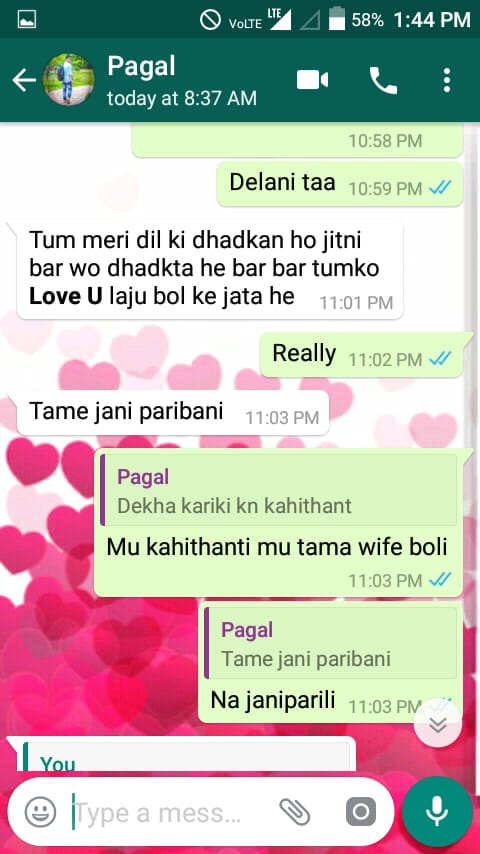 VoLTE LTE 58% 1:44 PM
Pagal
today at 8:37 AM
10:58 PM
Delani taa 10:59 PM
Tum meri dil ki dhadkan ho jitni
bar wo dhadkta he bar bar tumko
Love U laju bol ke jata he 11:01 PM
Really 11:02 PM
Tame jani paribani 11:03 PM
Pagal
Dekha kariki kn kahithant
Mu kahithanti mu tama wife boli
11:03 PM
Pagal
Tame jani paribani
Na janiparili 11:03 PM
You
Type a mess...